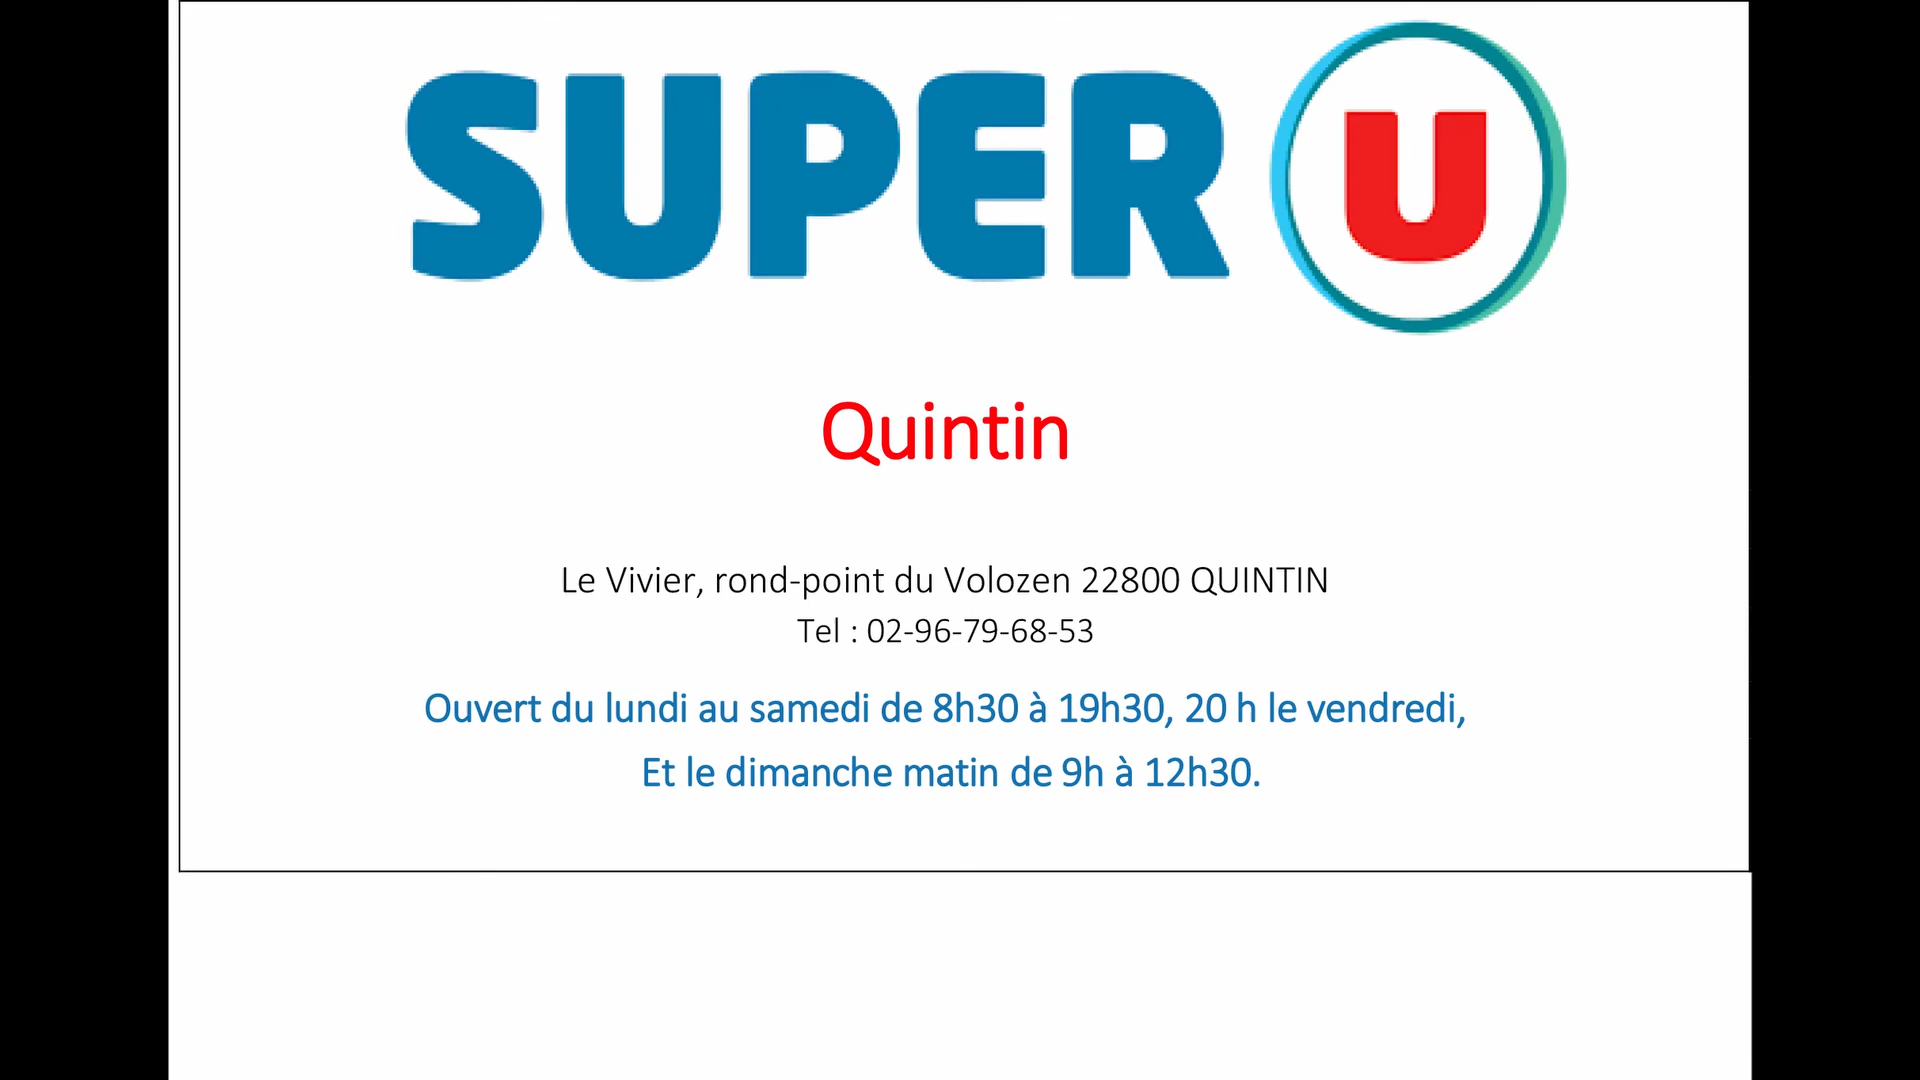 SUPER U
Quintin
Le Vivier, rond-point du Volozen 22800 QUINTIN
Tel : 02-96-79-68-53
Ouvert du lundi au samedi de 8h30 à 19h30, 20 h le vendredi,
Et le dimanche matin de 9h à 12h30.